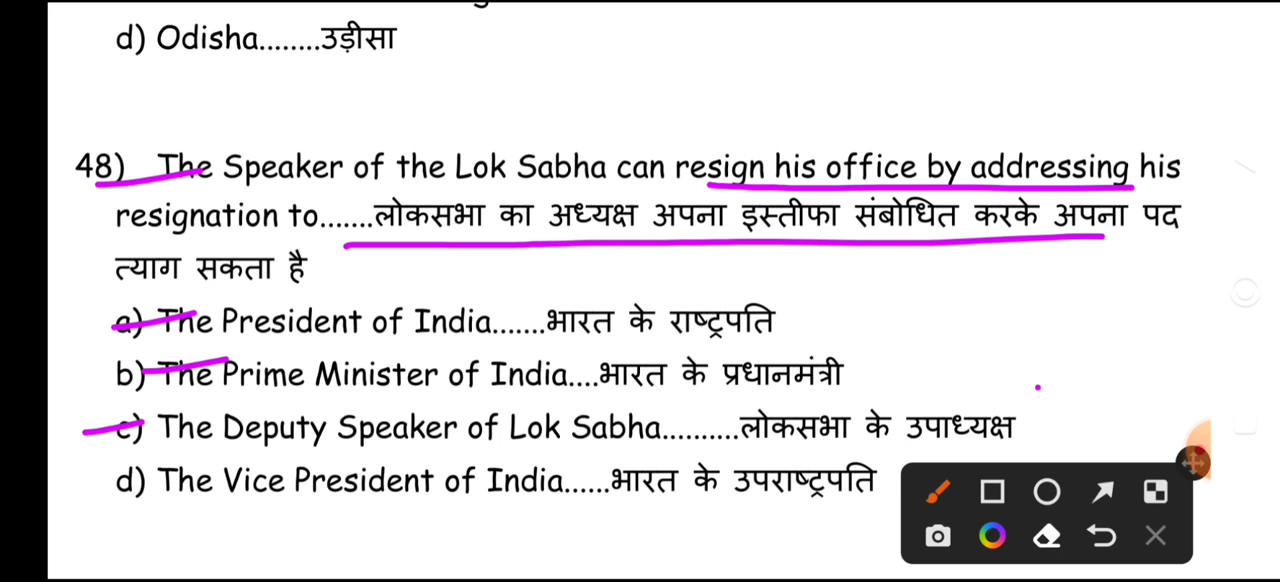 d) Odisha........उड़ीसा
48) The Speaker of the Lok Sabha can resign his office by addressing his
resignation to.......लोकसभा का अध्यक्ष अपना इस्तीफा संबोधित करके अपना पद
त्याग सकता है
a) The President of India.......भारत के राष्ट्रपति
b) The Prime Minister of India....भारत के प्रधानमंत्री
c) The Deputy Speaker of Lok Sabha..........लोकसभा के उपाध्यक्ष
d) The Vice President of India......भारत के उपराष्ट्रपति